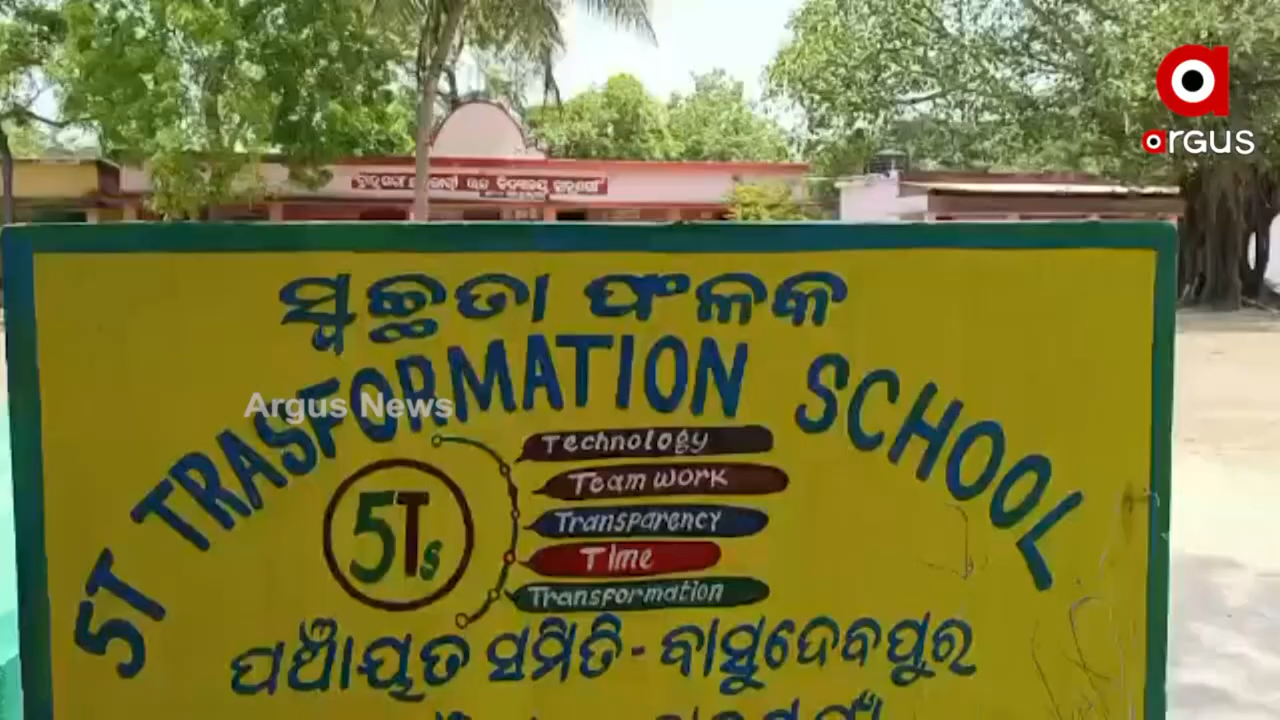 argus
ସ୍ୱଚ୍ଛତା ଫଳକ
5T TRASFORMATION SCHOOL
Argus News
5Ts
Technology
Team work
Transparency
Time
Transformation
ପଞ୍ଚାୟତ ସମିତି - ବାସୁଦେବପୁର